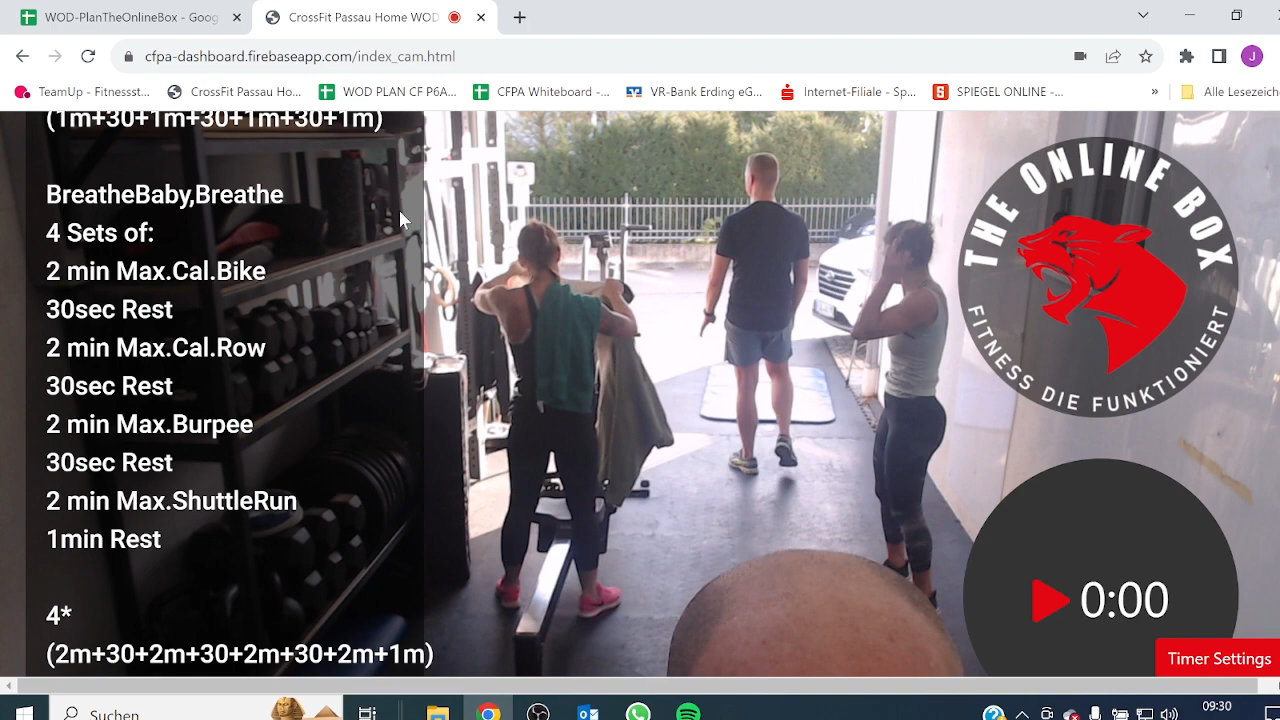 WOD-PlanTheOnlineBox - Goog
CrossFit Passau Home WOD
cfpa-dashboard.firebaseapp.com/index_cam.html
J
TeamUp - Fitnessst...
CrossFit Passau Ho...
WOD PLAN CF P6A...
CFPA Whiteboard -...
VR-Bank Erding eG...
Internet-Filiale - Sp...
SPIEGEL ONLINE -...
»
Alle Lesezeich
(1m+30+1m+30+1m+30+1m)
BreatheBaby,Breathe
4 Sets of:
2 min Max.Cal.Bike
30sec Rest
2 min Max.Cal.Row
30sec Rest
2 min Max.Burpee
30sec Rest
2 min Max.ShuttleRun
1min Rest
4*
(2m+30+2m+30+2m+30+2m+1m)
THE ONLINE BOX
FITNESS DIE FUNKTIONIERT
0:00
Timer Settings
Suchen
09:30